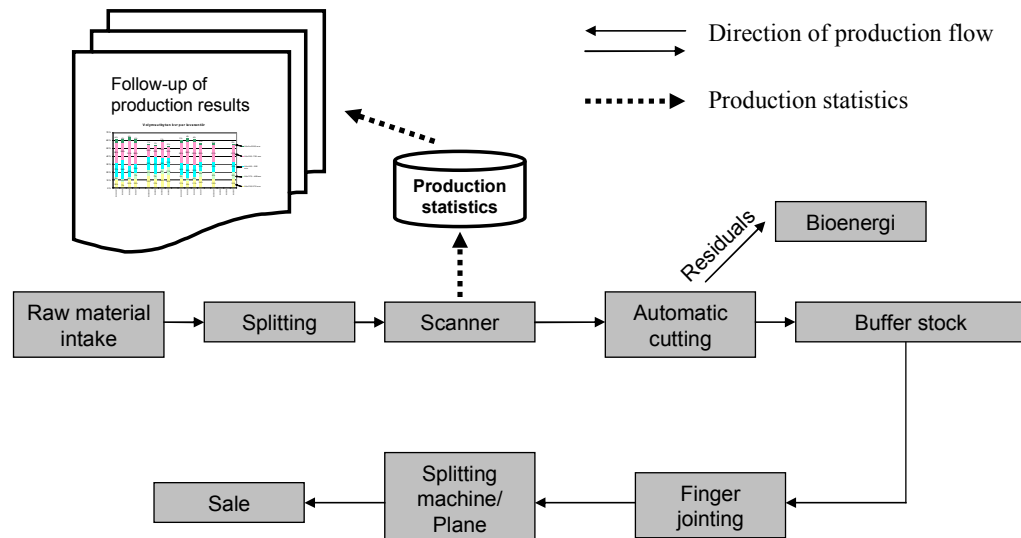 Follow-up of
production results
Direction of production flow
Production statistics
Production
statistics
Residuals
Bioenergi
Raw material
intake
Splitting
Scanner
Automatic
cutting
Buffer stock
Sale
Splitting
machine/
Plane
Finger
jointing